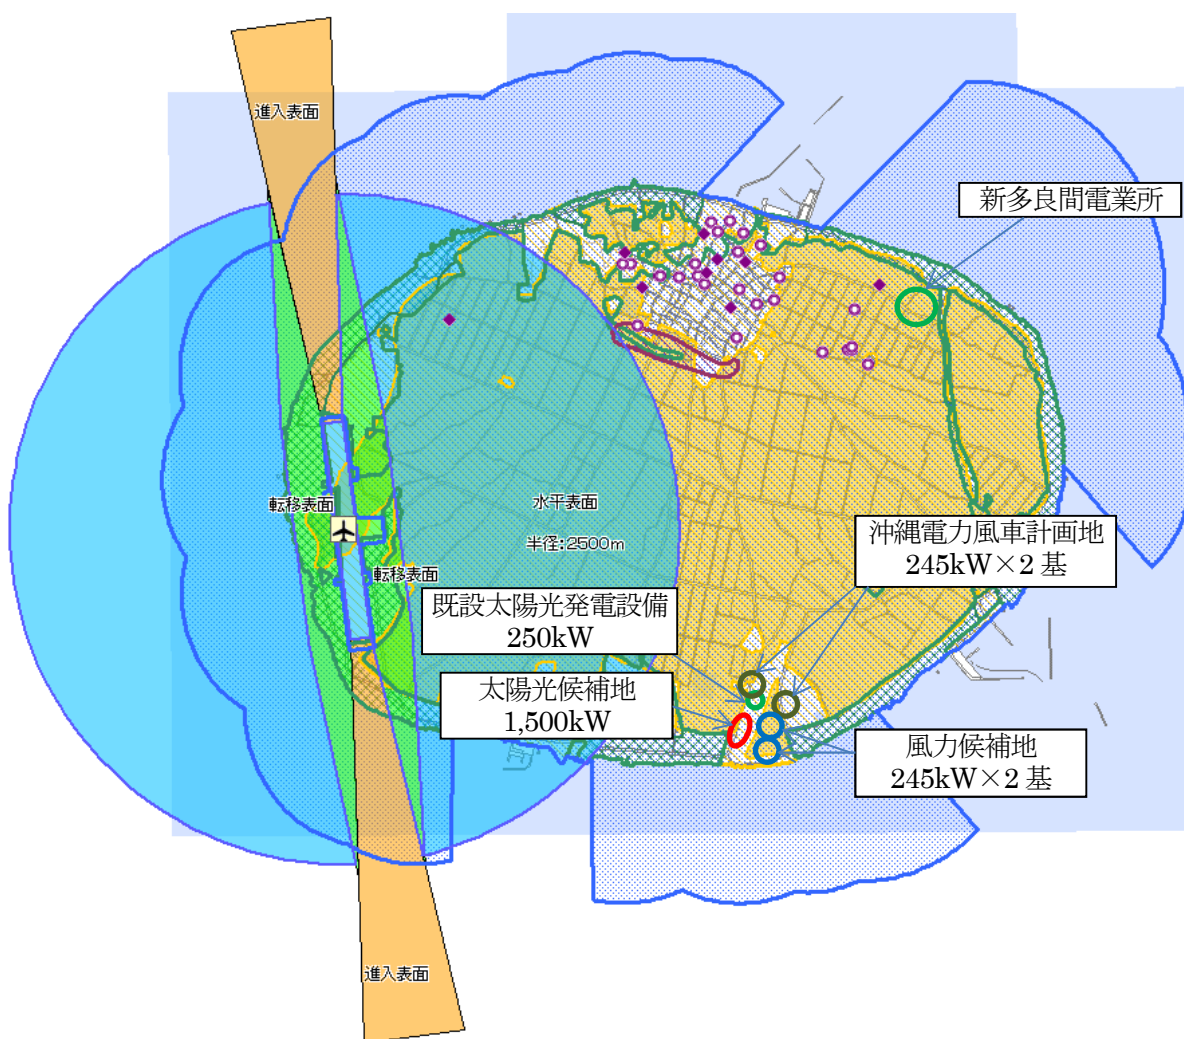 進入表面
新多良間電業所
転移表面
水平表面
半径:2500m
転移表面
沖縄電力風車計画地
245kW×2 基
既設太陽光発電設備
250kW
太陽光候補地
1,500kW
風力候補地
245kW×2 基
進入表面